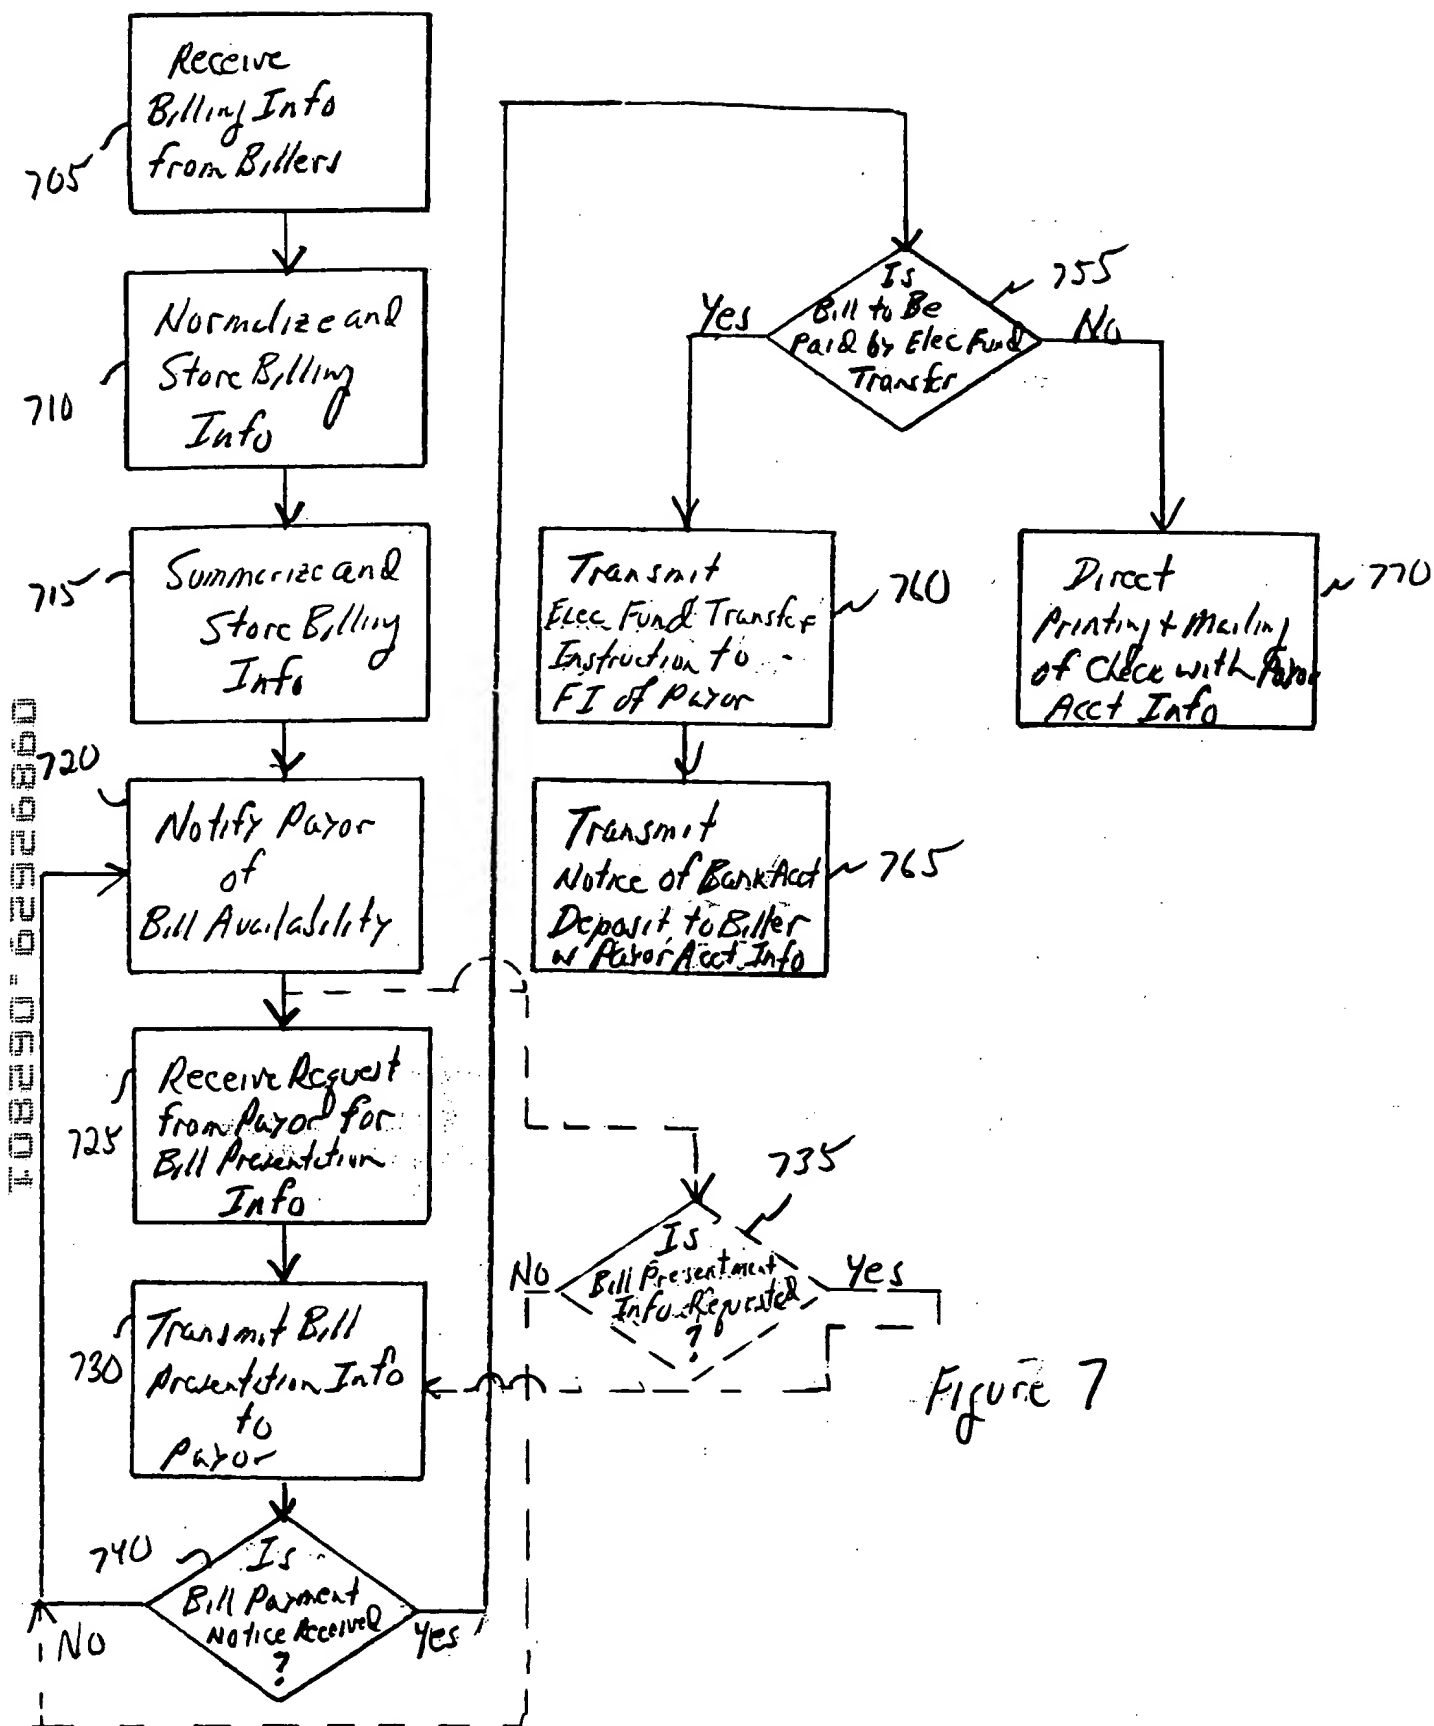 Receive
Billing Info
from Billers
705
Normalize and
Store Billing
Info
710
Summarize and
Store Billing
Info
715
720
Notify Payor
of
Bill Availability
Receive Request
from Payor for
Bill Presentation
Info
725
Transmit Bill
Presentation Info
to
Payor
730
740
Is
Bill Payment
Notice Received
?
No
Yes
Is
Bill to Be
Paid by Elec Fund
Transfer
755
Yes
No
Transmit
Elec Fund Transfer
Instruction to
FI of Payor
760
Direct
Printing + Mailing
of Check with Payor
Acct Info
770
Transmit
Notice of Bank Acct
Deposit to Biller
w Payor Acct Info
765
735
Is
Bill Presentment
Info Requested
?
No
Yes
Figure 7
09892529.062801